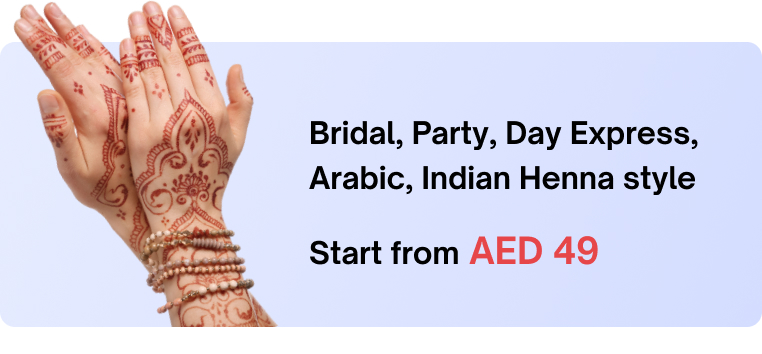 Bridal, Party, Day Express,
Arabic, Indian Henna style
Start from AED 49